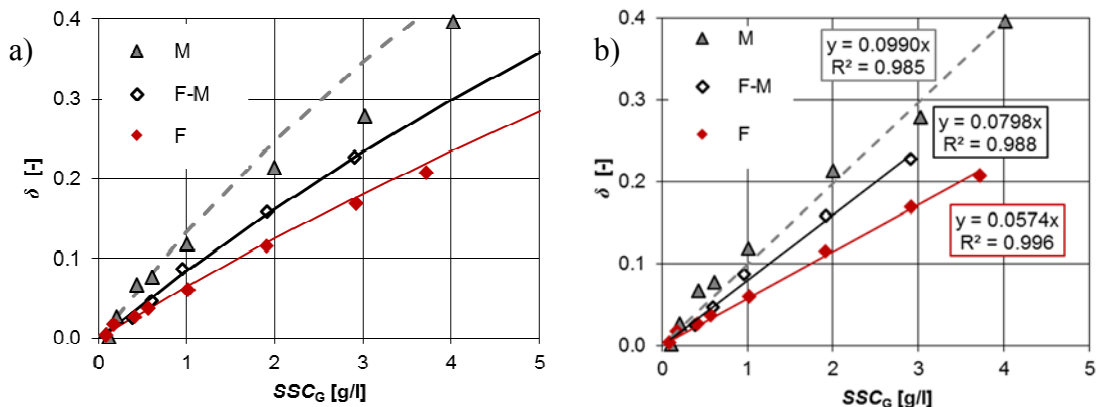 a)
0.4
0.3
0.2
0.1
0.0
δ [-]
M
F-M
F
0 1 2 3 4 5
SSC_G [g/l]
b)
0.4
0.3
0.2
0.1
0.0
δ [-]
M
F-M
F
y = 0.0990x
R² = 0.985
y = 0.0798x
R² = 0.988
y = 0.0574x
R² = 0.996
0 1 2 3 4 5
SSC_G [g/l]